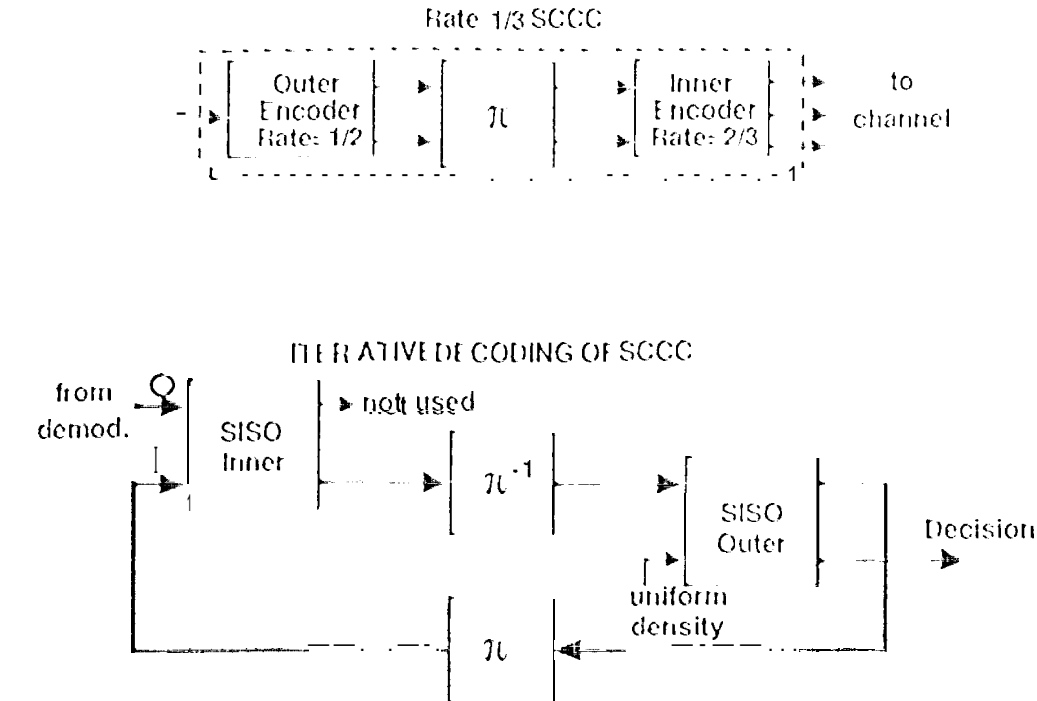 Rate 1/3 SCCC
Outer
Encoder
Rate: 1/2
π
Inner
Encoder
Rate: 2/3
to
channel
ITERATIVE DECODING OF SCCC
from
demod.
O
I
SISO
Inner
not used
π-1
SISO
Outer
Decision
uniform
density
π